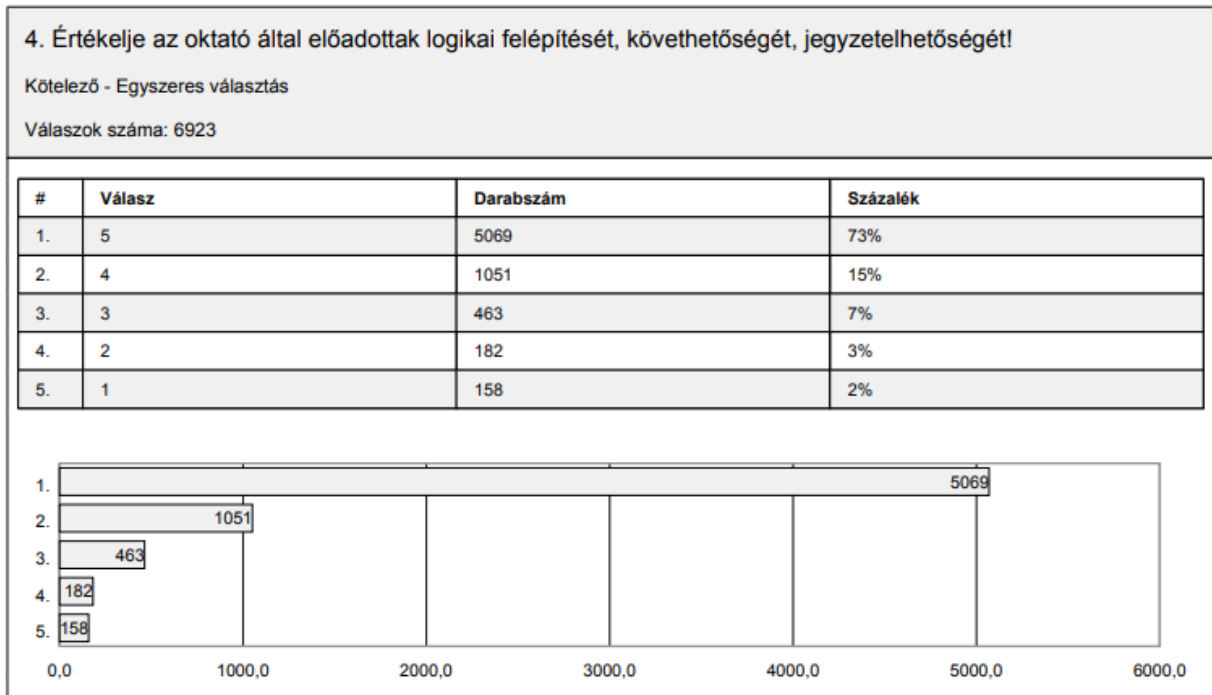 4. Értékelje az oktató által előadottak logikai felépítését, követhetőségét, jegyzetelhetőségét!
Kötelező - Egyszeres választás
Válaszok száma: 6923
# Válasz Darabszám Százalék
1. 5 5069 73%
2. 4 1051 15%
3. 3 463 7%
4. 2 182 3%
5. 1 158 2%
1. 5069
2. 1051
3. 463
4. 182
5. 158
0,0 1000,0 2000,0 3000,0 4000,0 5000,0 6000,0